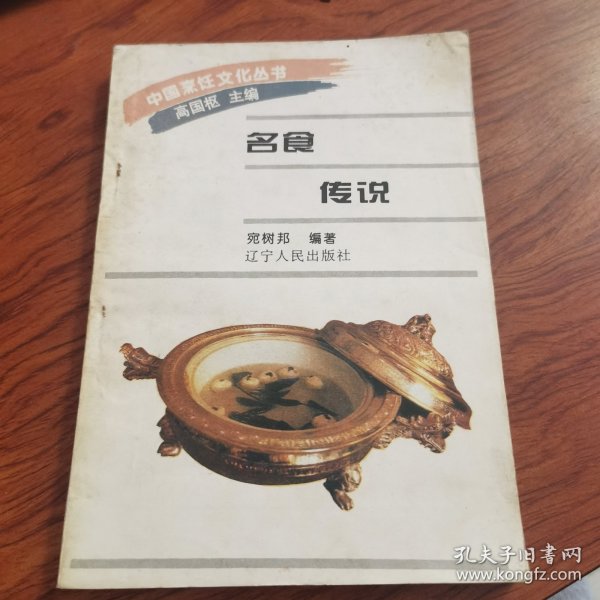 中國烹饪文化丛书
高国枢 主编
名食
传说
宛树邦 编著
辽宁人民出版社
孔夫子旧书网
www.kongfz.com